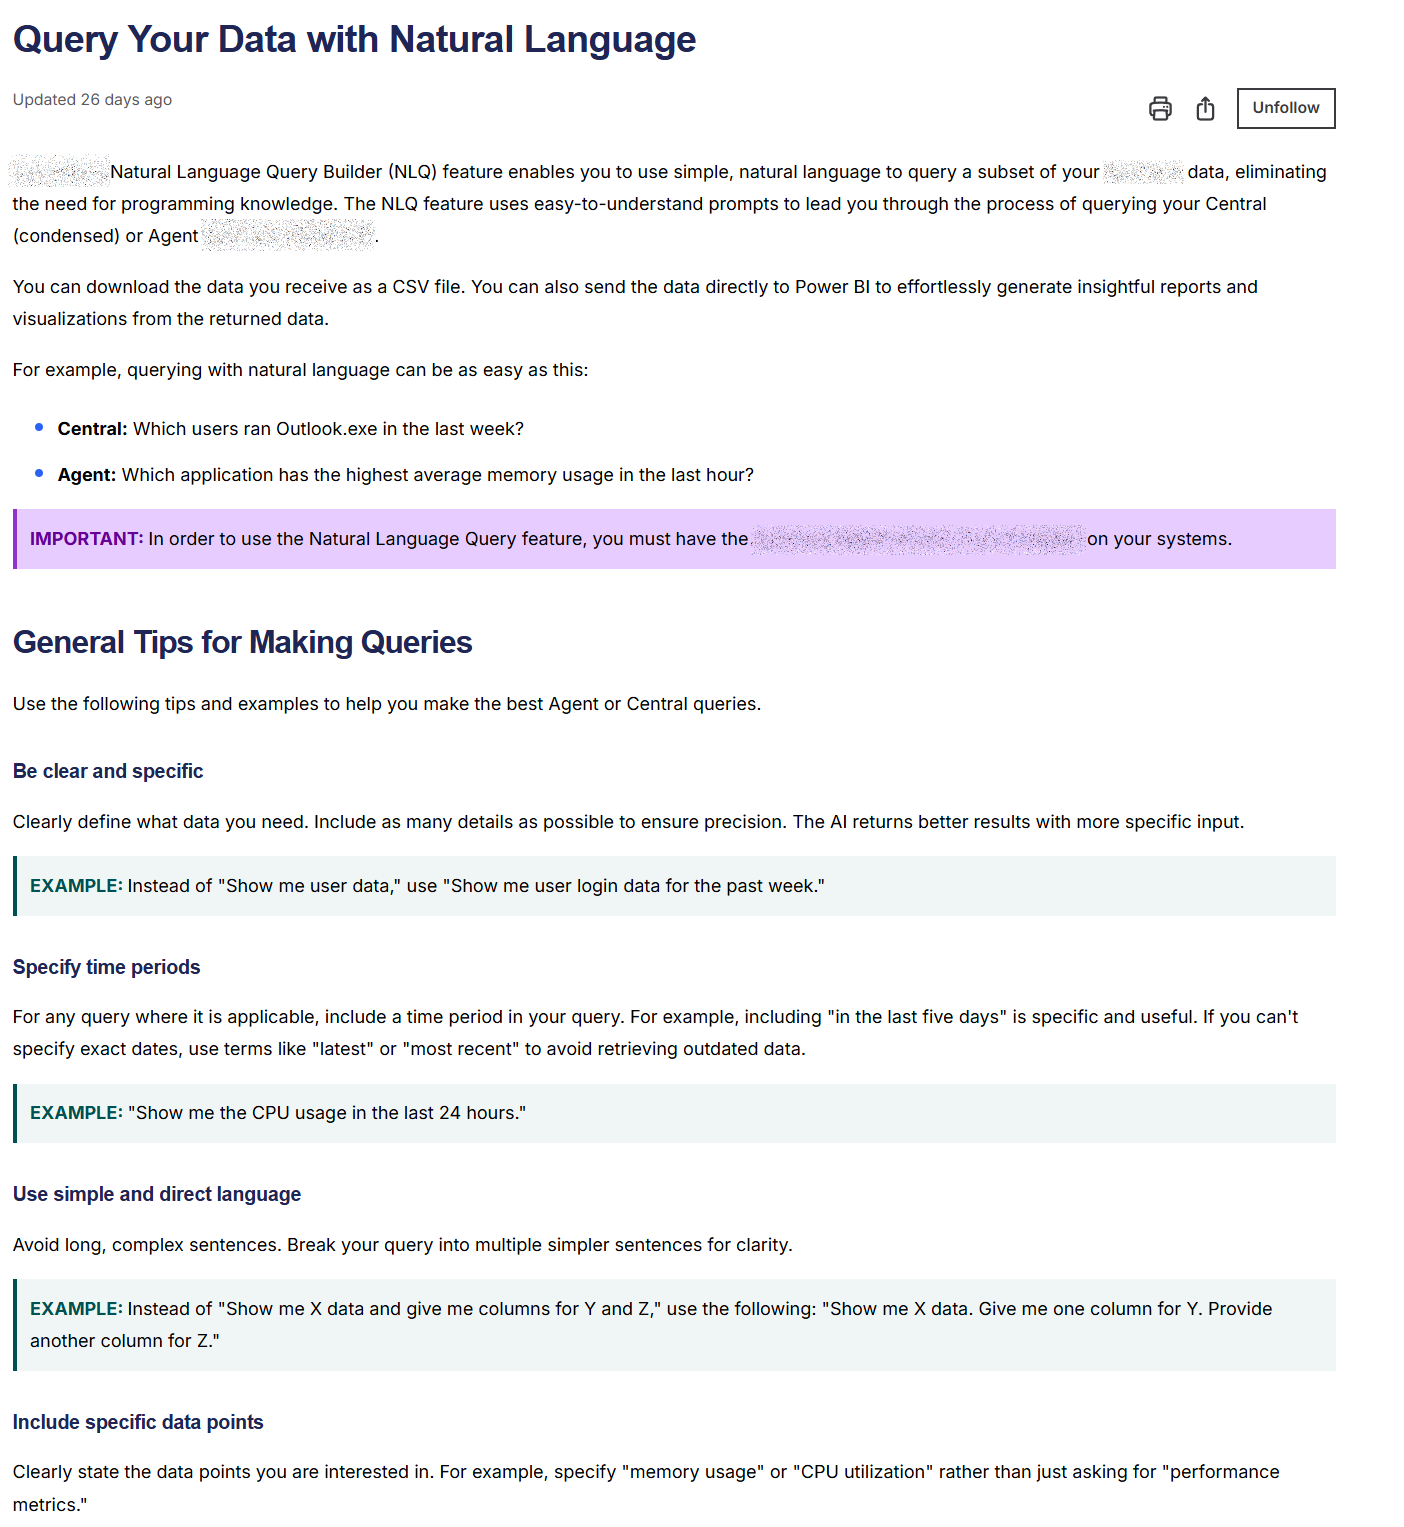 Query Your Data with Natural Language
Updated 26 days ago
Unfollow
Natural Language Query Builder (NLQ) feature enables you to use simple, natural language to query a subset of your data, eliminating
the need for programming knowledge. The NLQ feature uses easy-to-understand prompts to lead you through the process of querying your Central
(condensed) or Agent .
You can download the data you receive as a CSV file. You can also send the data directly to Power BI to effortlessly generate insightful reports and
visualizations from the returned data.
For example, querying with natural language can be as easy as this:
Central: Which users ran Outlook.exe in the last week?
Agent: Which application has the highest average memory usage in the last hour?
IMPORTANT: In order to use the Natural Language Query feature, you must have the on your systems.
General Tips for Making Queries
Use the following tips and examples to help you make the best Agent or Central queries.
Be clear and specific
Clearly define what data you need. Include as many details as possible to ensure precision. The AI returns better results with more specific input.
EXAMPLE: Instead of "Show me user data," use "Show me user login data for the past week."
Specify time periods
For any query where it is applicable, include a time period in your query. For example, including "in the last five days" is specific and useful. If you can't
specify exact dates, use terms like "latest" or "most recent" to avoid retrieving outdated data.
EXAMPLE: "Show me the CPU usage in the last 24 hours."
Use simple and direct language
Avoid long, complex sentences. Break your query into multiple simpler sentences for clarity.
EXAMPLE: Instead of "Show me X data and give me columns for Y and Z," use the following: "Show me X data. Give me one column for Y. Provide
another column for Z."
Include specific data points
Clearly state the data points you are interested in. For example, specify "memory usage" or "CPU utilization" rather than just asking for "performance
metrics."